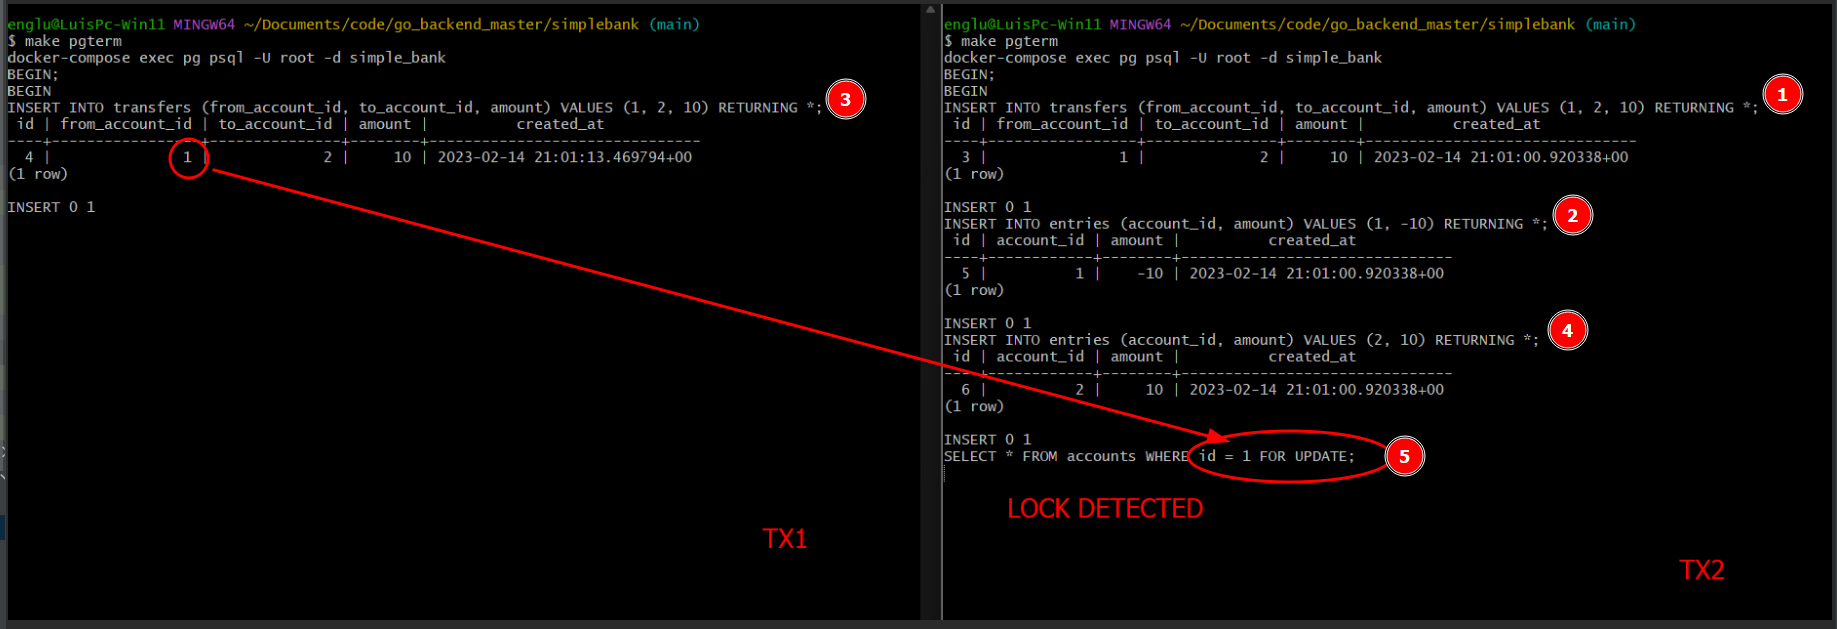 englu@LuisPc-Win11 MINGW64 ~/Documents/code/go_backend_master/simplebank (main)
$ make pgterm
docker-compose exec pg psql -U root -d simple_bank
BEGIN;
BEGIN
INSERT INTO transfers (from_account_id, to_account_id, amount) VALUES (1, 2, 10) RETURNING *; 3
 id | from_account_id | to_account_id | amount |          created_at
----+-----------------+---------------+--------+-------------------------------
  4 |               1 |             2 |     10 | 2023-02-14 21:01:13.469794+00
(1 row)

INSERT 0 1
TX1
englu@LuisPc-Win11 MINGW64 ~/Documents/code/go_backend_master/simplebank (main)
$ make pgterm
docker-compose exec pg psql -U root -d simple_bank
BEGIN;
BEGIN
INSERT INTO transfers (from_account_id, to_account_id, amount) VALUES (1, 2, 10) RETURNING *; 1
 id | from_account_id | to_account_id | amount |          created_at
----+-----------------+---------------+--------+-------------------------------
  3 |               1 |             2 |     10 | 2023-02-14 21:01:00.920338+00
(1 row)

INSERT 0 1
INSERT INTO entries (account_id, amount) VALUES (1, -10) RETURNING *; 2
 id | account_id | amount |          created_at
----+------------+--------+-------------------------------
  5 |          1 |    -10 | 2023-02-14 21:01:00.920338+00
(1 row)

INSERT 0 1
INSERT INTO entries (account_id, amount) VALUES (2, 10) RETURNING *; 4
 id | account_id | amount |          created_at
----+------------+--------+-------------------------------
  6 |          2 |     10 | 2023-02-14 21:01:00.920338+00
(1 row)

INSERT 0 1
SELECT * FROM accounts WHERE id = 1 FOR UPDATE; 5
LOCK DETECTED
TX2